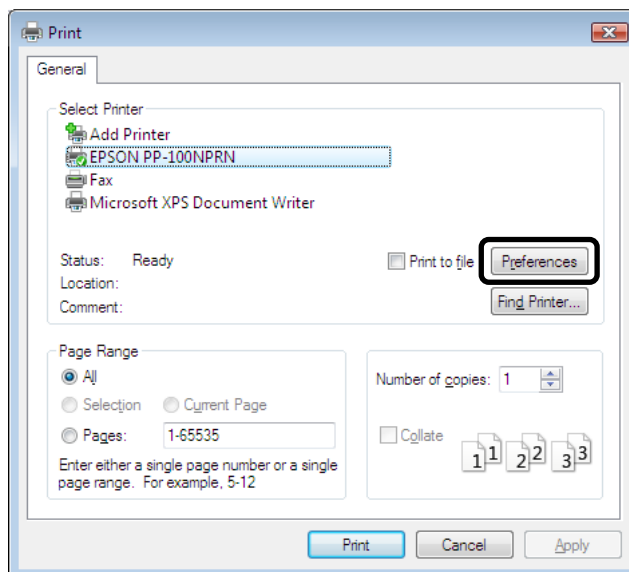 Print
General
Select Printer
Add Printer
EPSON PP-100NPRN
Fax
Microsoft XPS Document Writer
Status: Ready
Print to file
Preferences
Location:
Comment:
Find Printer...
Page Range
All
Selection
Current Page
Pages: 1-65535
Enter either a single page number or a single
page range. For example, 5-12
Number of copies: 1
Collate
1 1 2 2 3 3
Print
Cancel
Apply